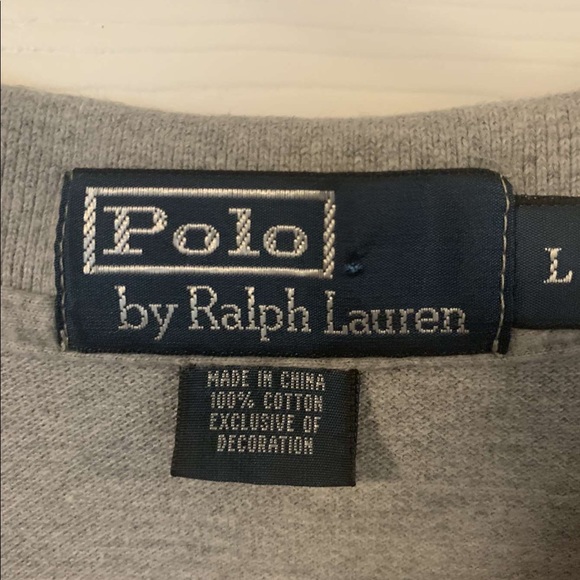 Polo
by Ralph Lauren
L
MADE IN CHINA
100% COTTON
EXCLUSIVE OF
DECORATION